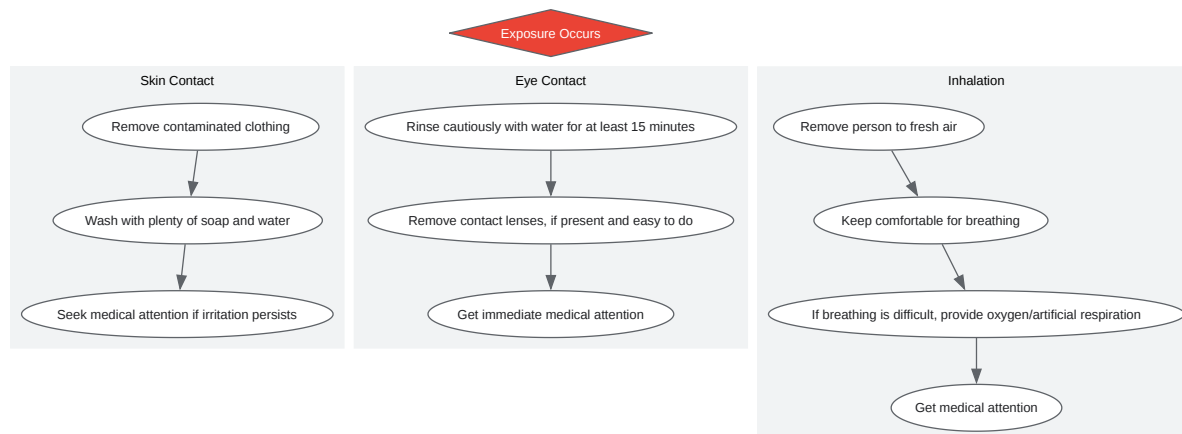 Exposure Occurs
Skin Contact
Remove contaminated clothing
Wash with plenty of soap and water
Seek medical attention if irritation persists
Eye Contact
Rinse cautiously with water for at least 15 minutes
Remove contact lenses, if present and easy to do
Get immediate medical attention
Inhalation
Remove person to fresh air
Keep comfortable for breathing
If breathing is difficult, provide oxygen/artificial respiration
Get medical attention